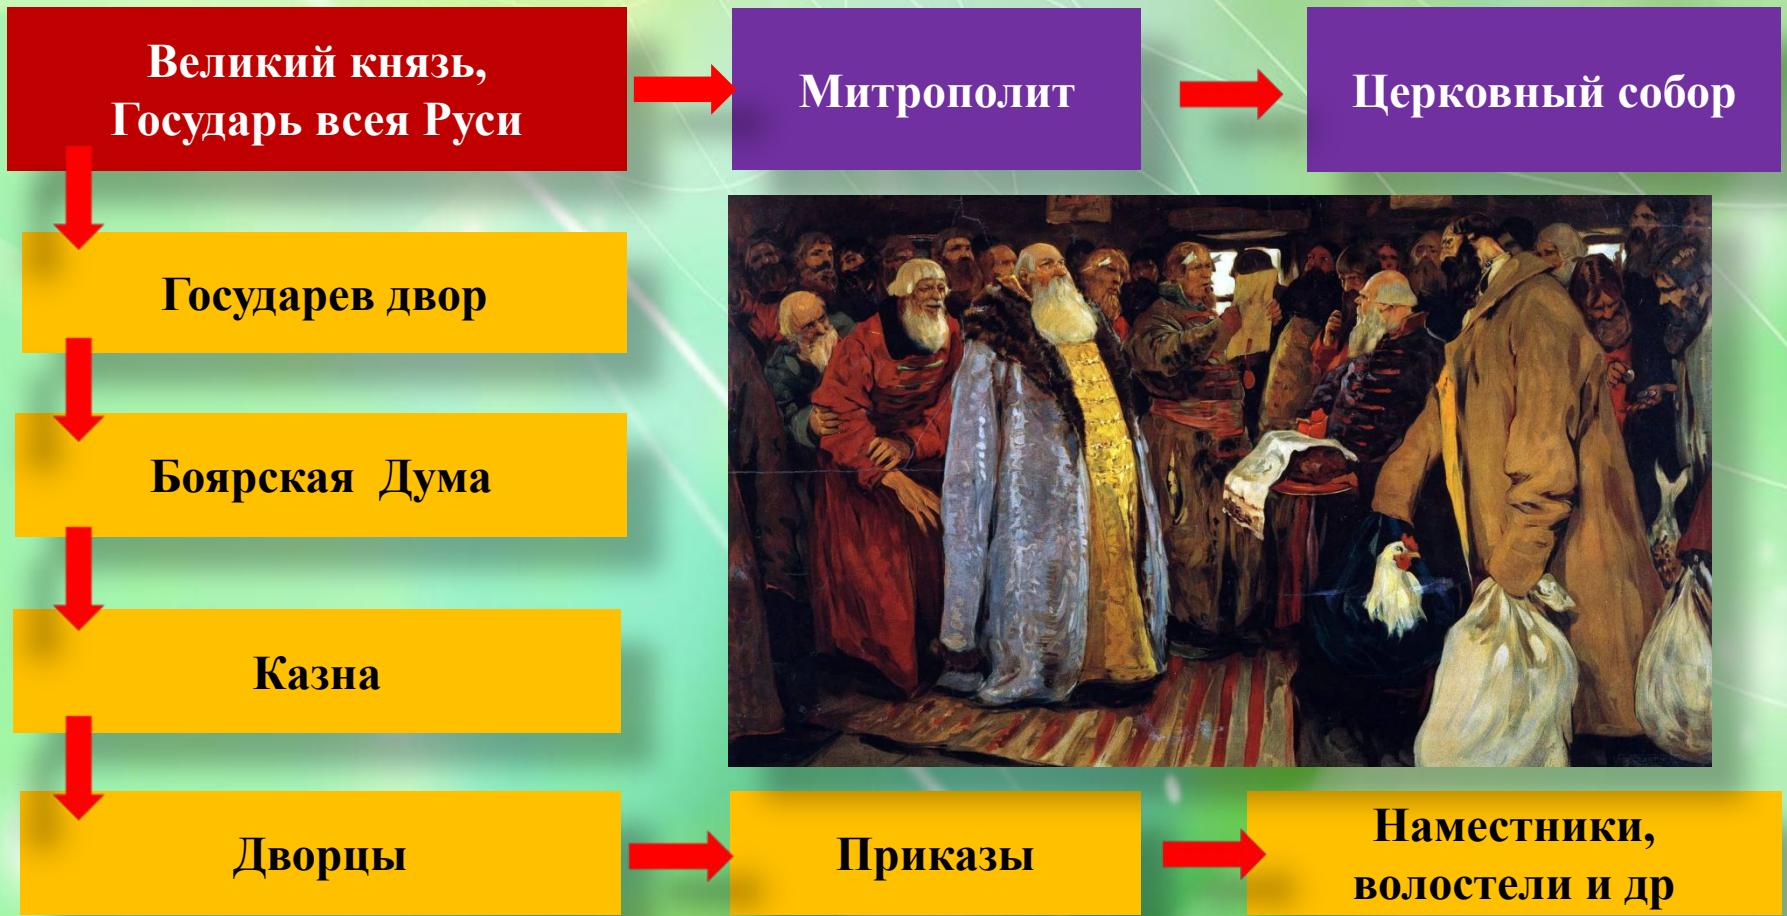 Великий князь,
Государь всея Руси
Митрополит
Церковный собор
Государев двор
Боярская Дума
Казна
Дворцы
Приказы
Наместники,
волостели и др